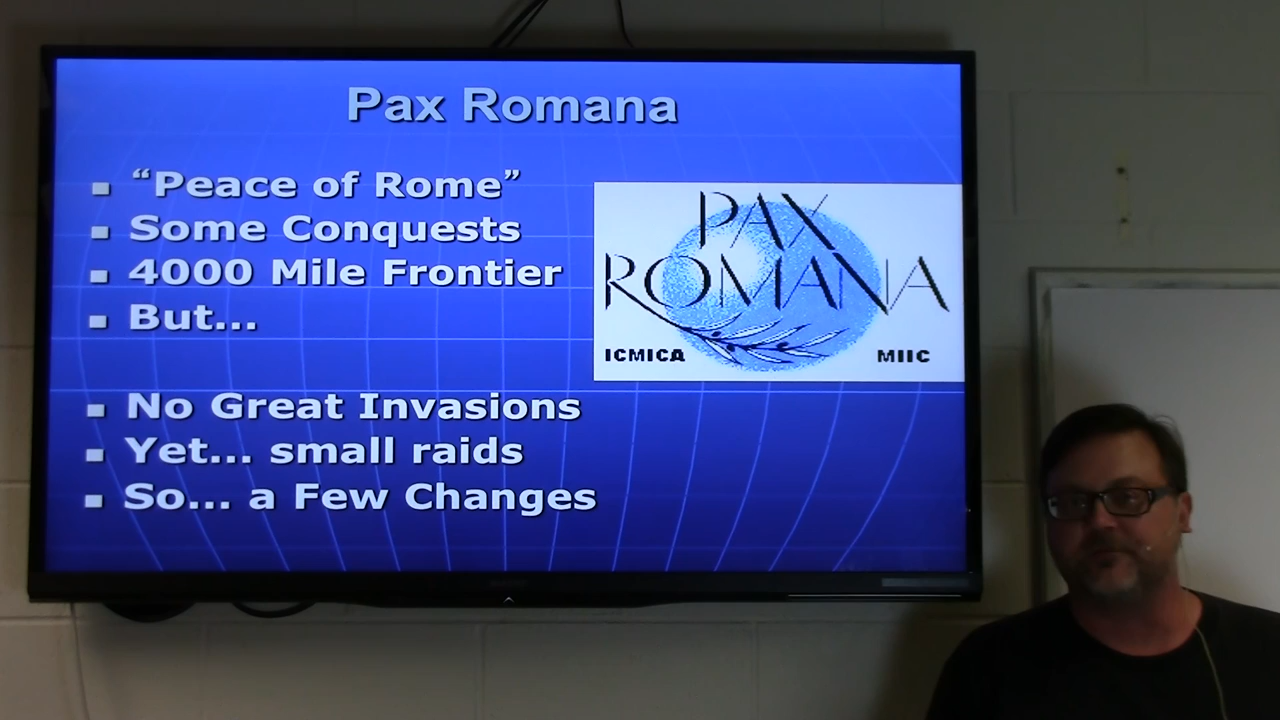 Pax Romana
“Peace of Rome”
Some Conquests
4000 Mile Frontier
But...
No Great Invasions
Yet... small raids
So... a Few Changes
PAX
ROMANA
ICMICA MIIC